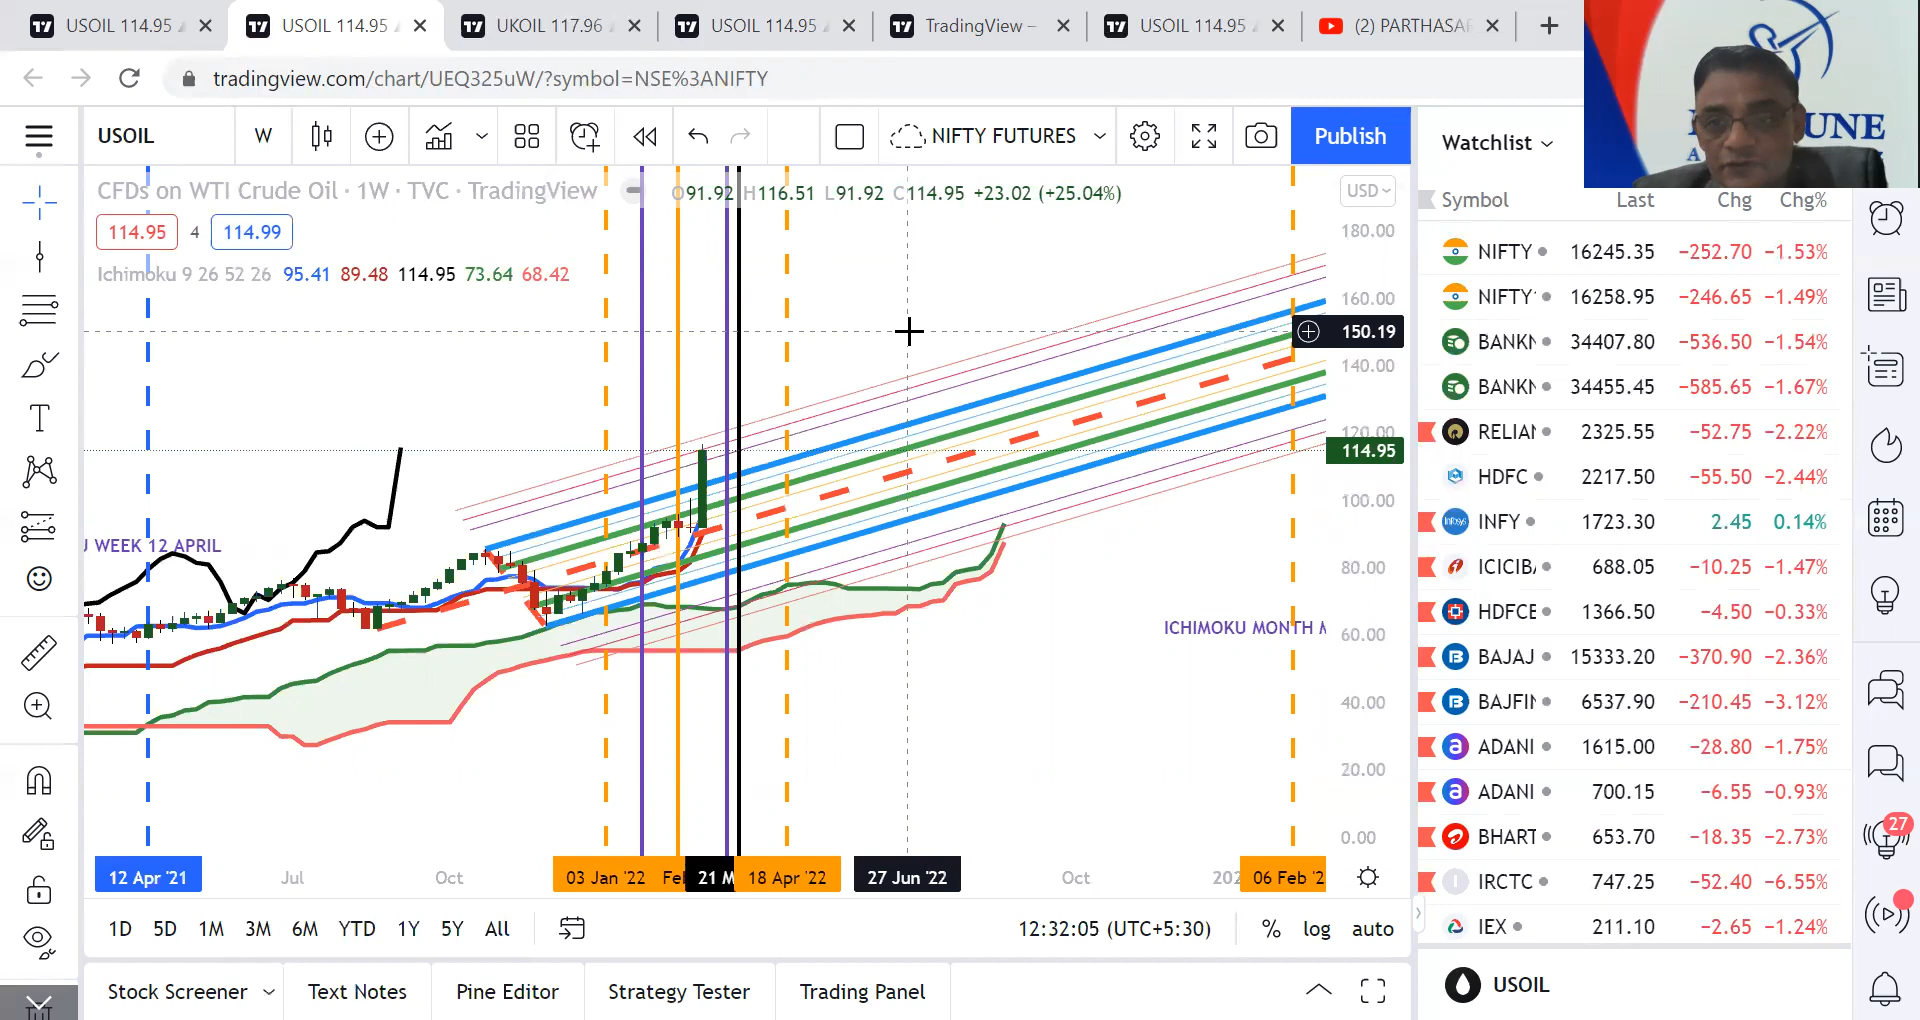 USOIL 114.95
USOIL 114.95
UKOIL 117.96
USOIL 114.95
TradingView –
USOIL 114.95
(2) PARTHASA
tradingview.com/chart/UEQ325uW/?symbol=NSE%3ANIFTY
UNE
USOIL
W
NIFTY FUTURES
Publish
Watchlist
CFDs on WTI Crude Oil · 1W · TVC · TradingView
O91.92 H116.51 L91.92 C114.95 +23.02 (+25.04%)
USD
Symbol Last Chg Chg%
114.95 4 114.99
Ichimoku 9 26 52 26 95.41 89.48 114.95 73.64 68.42
180.00
160.00
150.19
140.00
120.00
114.95
100.00
80.00
60.00
40.00
20.00
0.00
WEEK 12 APRIL
ICHIMOKU MONTH
NIFTY 16245.35 −252.70 −1.53%
NIFTY 16258.95 −246.65 −1.49%
BANKN 34407.80 −536.50 −1.54%
BANKN 34455.45 −585.65 −1.67%
RELIAN 2325.55 −52.75 −2.22%
HDFC 2217.50 −55.50 −2.44%
INFY 1723.30 2.45 0.14%
ICICIB 688.05 −10.25 −1.47%
HDFCB 1366.50 −4.50 −0.33%
BAJAJ 15333.20 −370.90 −2.36%
BAJFIN 6537.90 −210.45 −3.12%
ADANI 1615.00 −28.80 −1.75%
ADANI 700.15 −6.55 −0.93%
BHART 653.70 −18.35 −2.73%
IRCTC 747.25 −52.40 −6.55%
IEX 211.10 −2.65 −1.24%
27
12 Apr '21 Jul Oct 03 Jan '22 Fel 21 M 18 Apr '22 27 Jun '22 Oct 202 06 Feb '2
1D 5D 1M 3M 6M YTD 1Y 5Y All
12:32:05 (UTC+5:30) % log auto
Stock Screener Text Notes Pine Editor Strategy Tester Trading Panel
USOIL